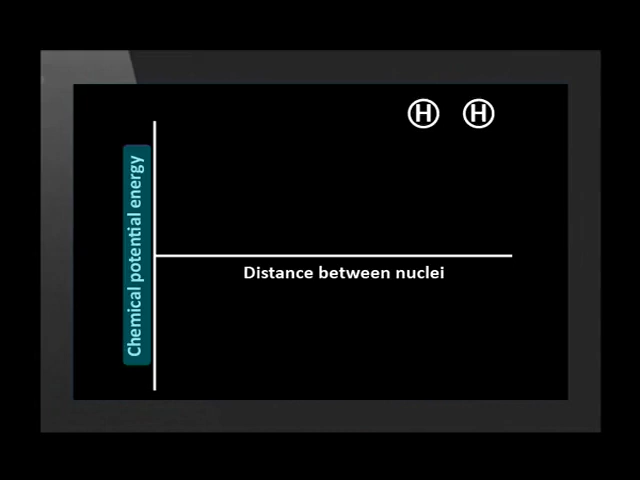 H H
Chemical potential energy
Distance between nuclei